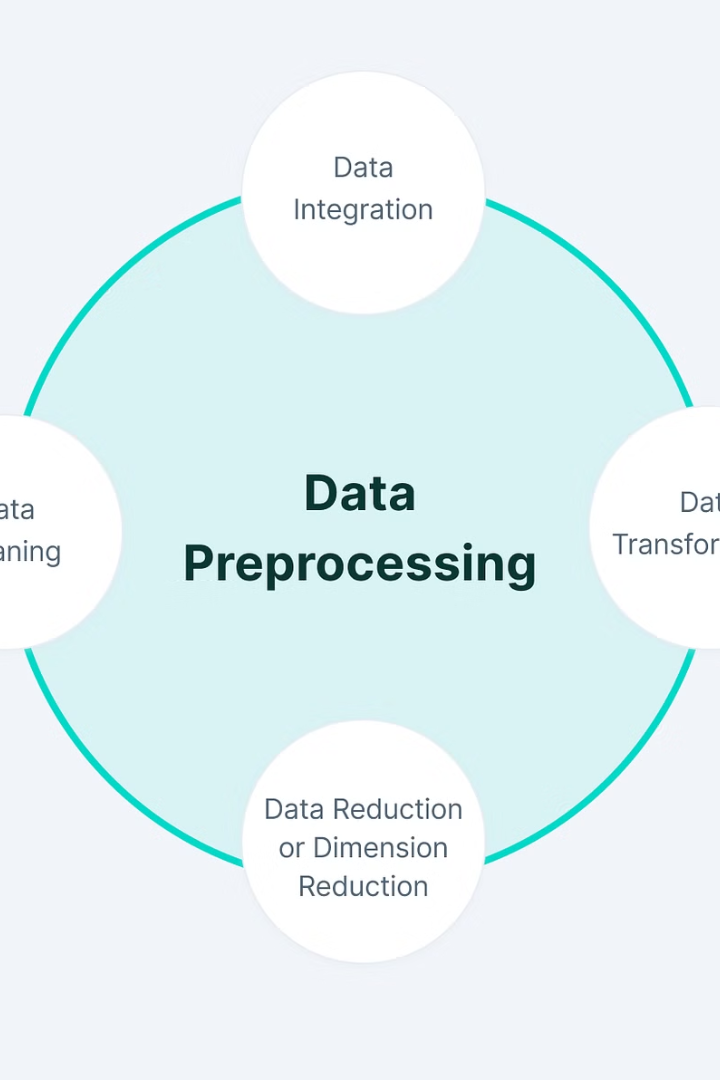 Data
Integration
Data
Preprocessing
ata
aning
Dat
Transfor
Data Reduction
or Dimension
Reduction